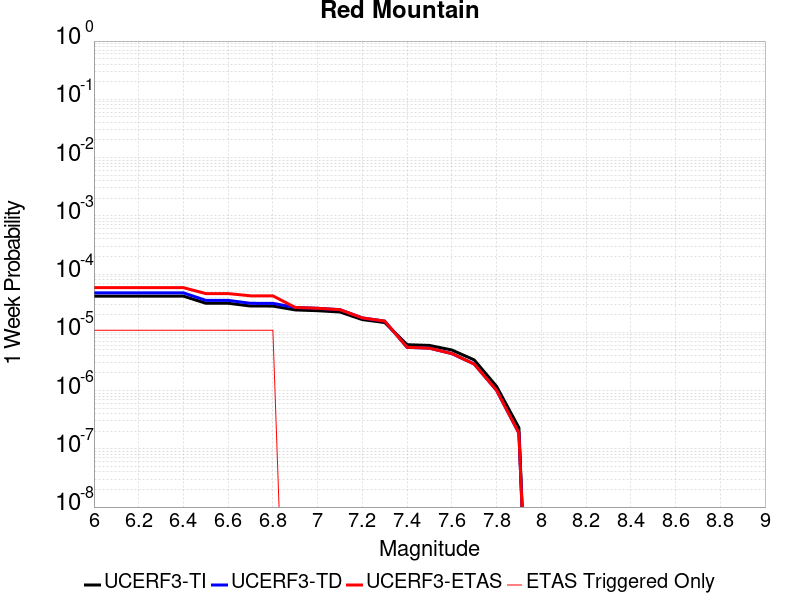 Red Mountain
1 Week Probability
10^0
10^-1
10^-2
10^-3
10^-4
10^-5
10^-6
10^-7
10^-8
6 6.2 6.4 6.6 6.8 7 7.2 7.4 7.6 7.8 8 8.2 8.4 8.6 8.8 9
Magnitude
UCERF3-TI UCERF3-TD UCERF3-ETAS ETAS Triggered Only